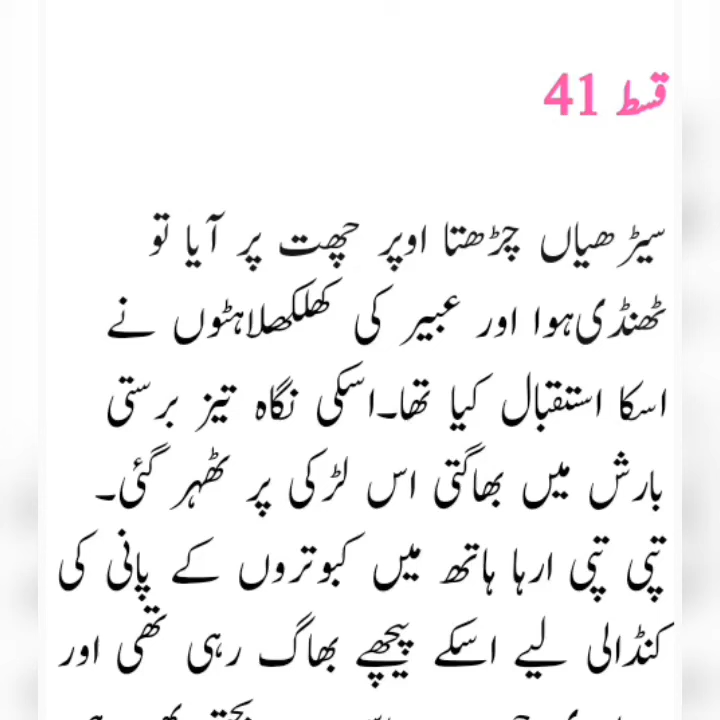 قسط 41
سیڑھیاں چڑھتا اوپر چھت پر آیا تو
ٹھنڈی ہوا اور عبیر کی کھلکھلاہٹوں نے
اسکا استقبال کیا تھا۔اسکی نگاہ تیز برستی
بارش میں بھاگتی اس لڑکی پر ٹھہر گئی۔
پتی پتی ارہا ہاتھ میں کبوتروں کے پانی کی
کنڈالی لیے اسکے پیچھے بھاگ رہی تھی اور